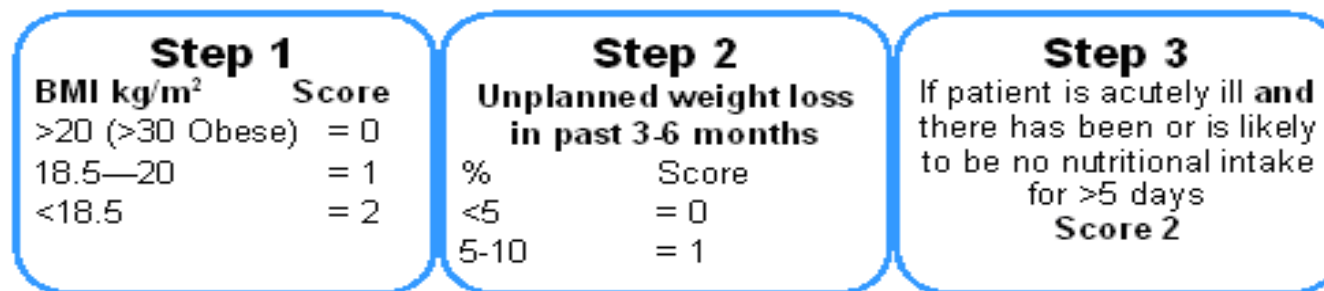 Step 1
BMI kg/m² Score
>20 (>30 Obese) = 0
18.5—20 = 1
<18.5 = 2
Step 2
Unplanned weight loss
in past 3-6 months
% Score
<5 = 0
5-10 = 1
Step 3
If patient is acutely ill and
there has been or is likely
to be no nutritional intake
for >5 days
Score 2